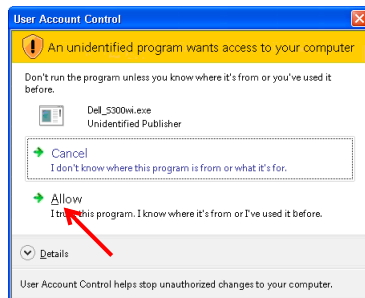 User Account Control
An unidentified program wants access to your computer
Don't run the program unless you know where it's from or you've used it
before.
Dell_S300wi.exe
Unidentified Publisher
Cancel
I don't know where this program is from or what it's for.
Allow
I trust this program. I know where it's from or I've used it before.
Details
User Account Control helps stop unauthorized changes to your computer.